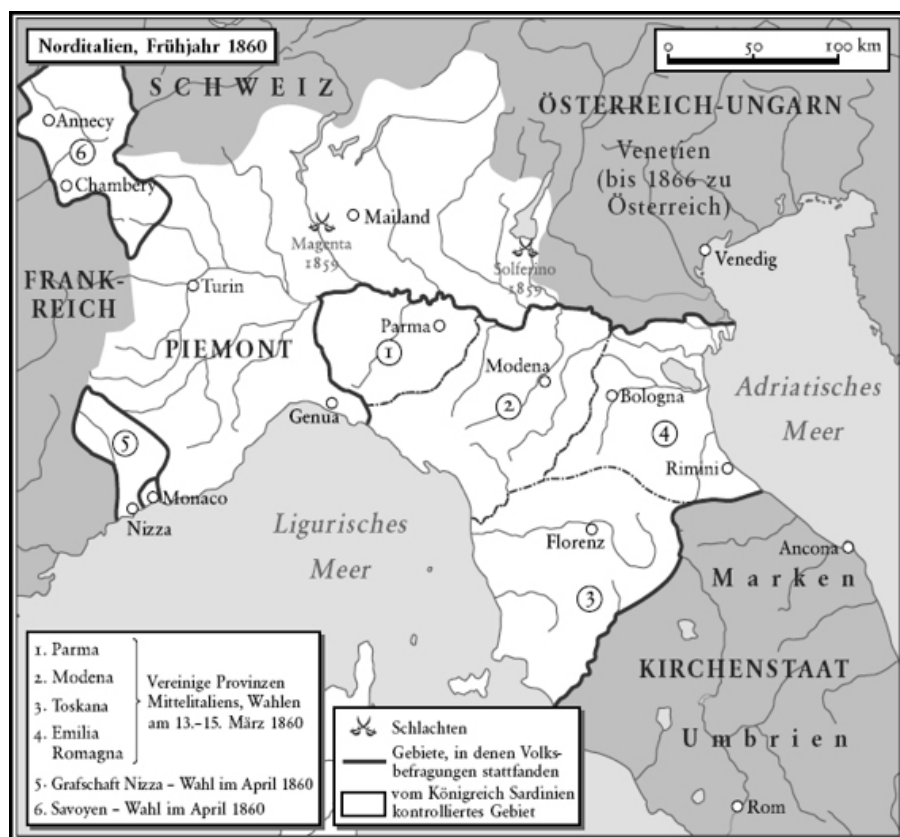 Norditalien, Frühjahr 1860
0 50 100 km
SCHWEIZ
ÖSTERREICH-UNGARN
Venetien
(bis 1866 zu
Österreich)
Annecy
6
Chambery
Mailand
Magenta
1859
Solferino
1859
Venedig
FRANK-
REICH
Turin
PIEMONT
Parma
1
Modena
2
Bologna
4
Adriatisches
Meer
Genua
5
Rimini
Monaco
Nizza
Ligurisches
Meer
Florenz
Ancona
Marken
3
KIRCHENSTAAT
Umbrien
Rom
1. Parma
2. Modena
3. Toskana
4. Emilia
Romagna
Vereinige Provinzen
Mittelitaliens, Wahlen
am 13.–15. März 1860
5. Grafschaft Nizza – Wahl im April 1860
6. Savoyen – Wahl im April 1860
Schlachten
Gebiete, in denen Volks-
befragungen stattfanden
vom Königreich Sardinien
kontrolliertes Gebiet